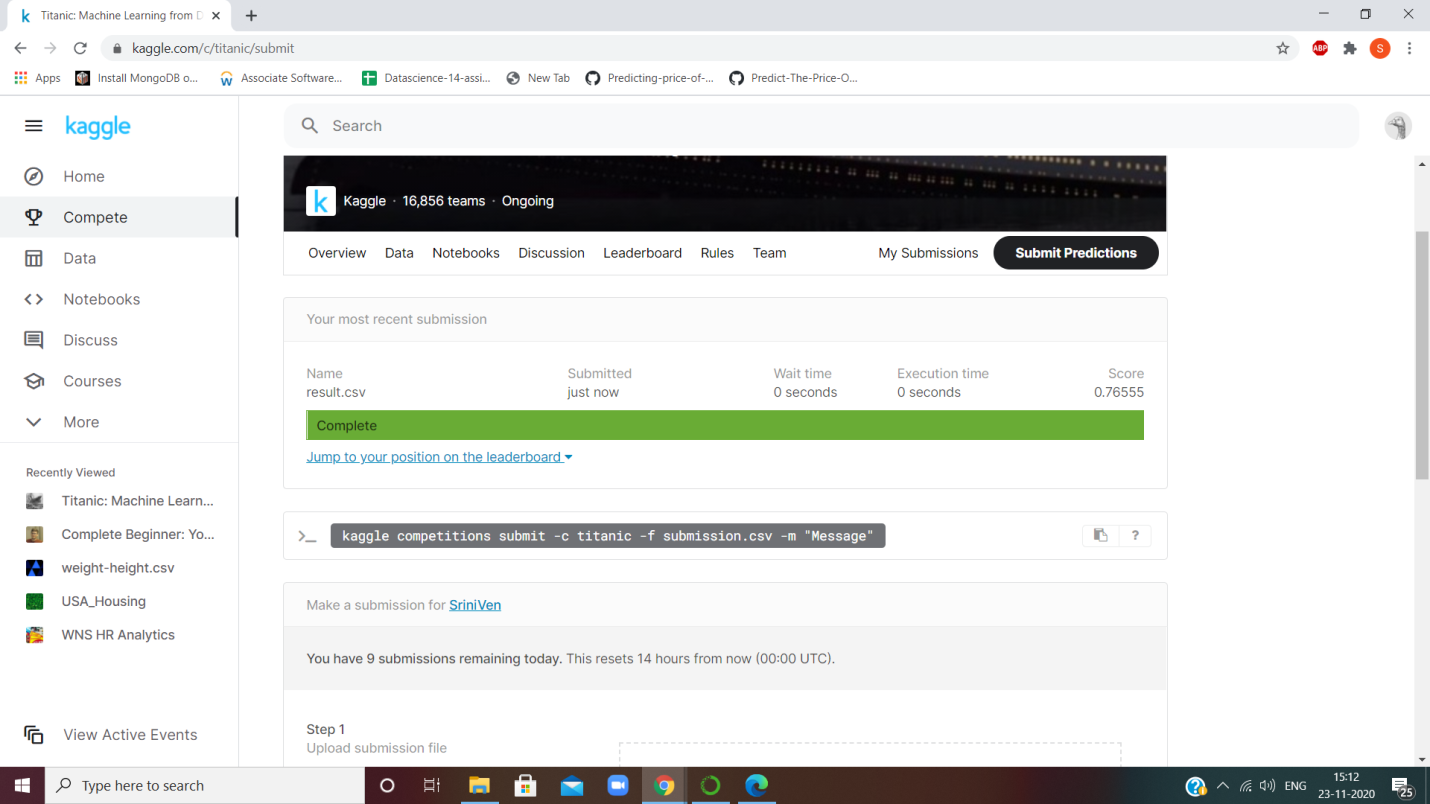 Titanic: Machine Learning from D
kaggle.com/c/titanic/submit
ABP
S
Apps
Install MongoDB o...
Associate Software...
Datascience-14-assi...
New Tab
Predicting-price-of-...
Predict-The-Price-O...
kaggle
Search
Home
Compete
Data
Notebooks
Discuss
Courses
More
Recently Viewed
Titanic: Machine Learn...
Complete Beginner: Yo...
weight-height.csv
USA_Housing
WNS HR Analytics
View Active Events
k
Kaggle · 16,856 teams · Ongoing
Overview Data Notebooks Discussion Leaderboard Rules Team My Submissions Submit Predictions
Your most recent submission
Name Submitted Wait time Execution time Score
result.csv just now 0 seconds 0 seconds 0.76555
Complete
Jump to your position on the leaderboard
>_ kaggle competitions submit -c titanic -f submission.csv -m "Message" ?
Make a submission for SriniVen
You have 9 submissions remaining today. This resets 14 hours from now (00:00 UTC).
Step 1
Upload submission file
Type here to search
ENG
15:12
23-11-2020
25